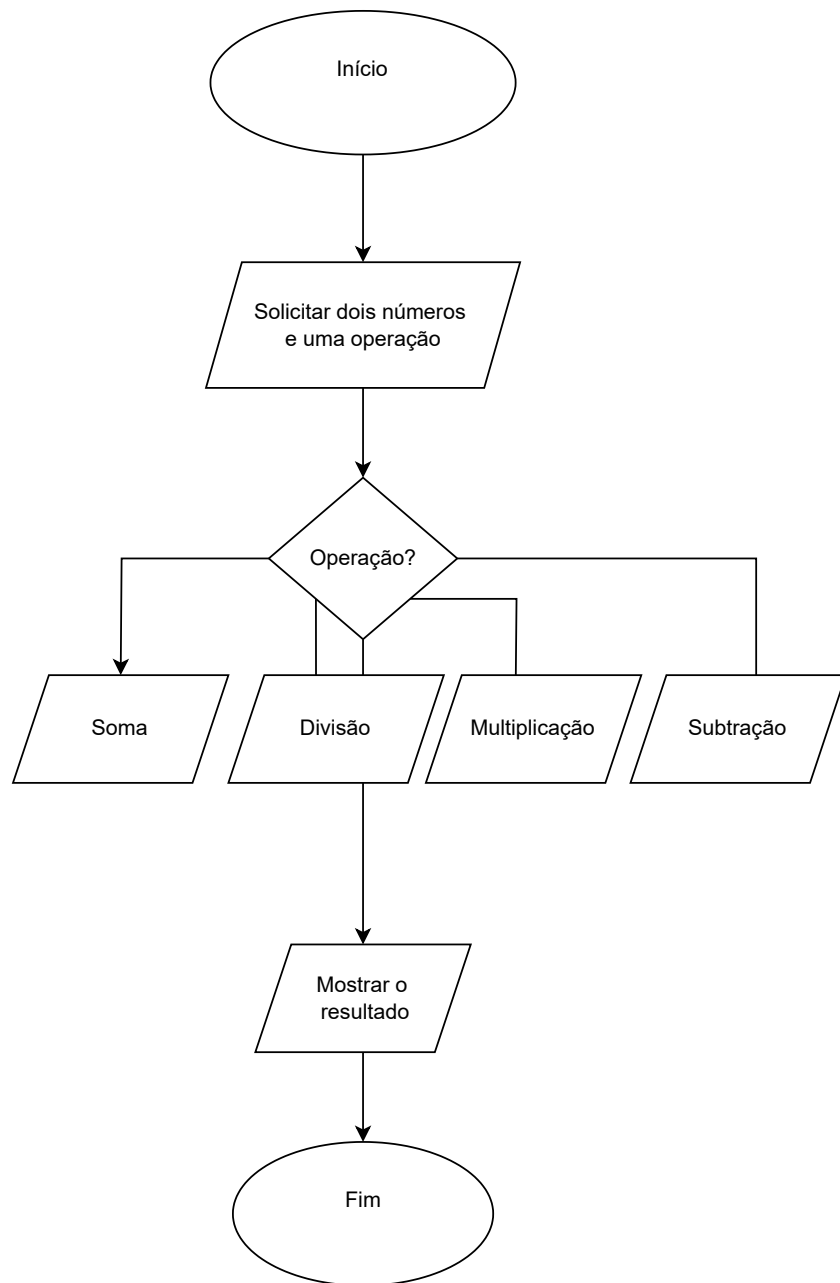 Início
Solicitar dois números
e uma operação
Operação?
Soma
Divisão
Multiplicação
Subtração
Mostrar o
resultado
Fim